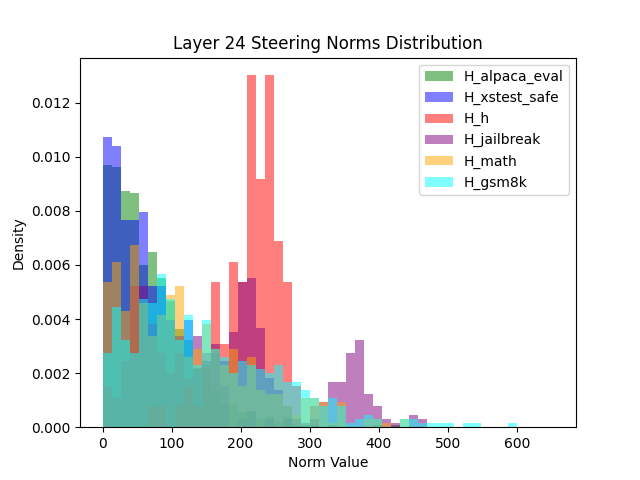 Layer 24 Steering Norms Distribution
H_alpaca_eval
H_xstest_safe
H_h
H_jailbreak
H_math
H_gsm8k
0.012
0.010
0.008
0.006
0.004
0.002
0.000
Density
0 100 200 300 400 500 600
Norm Value